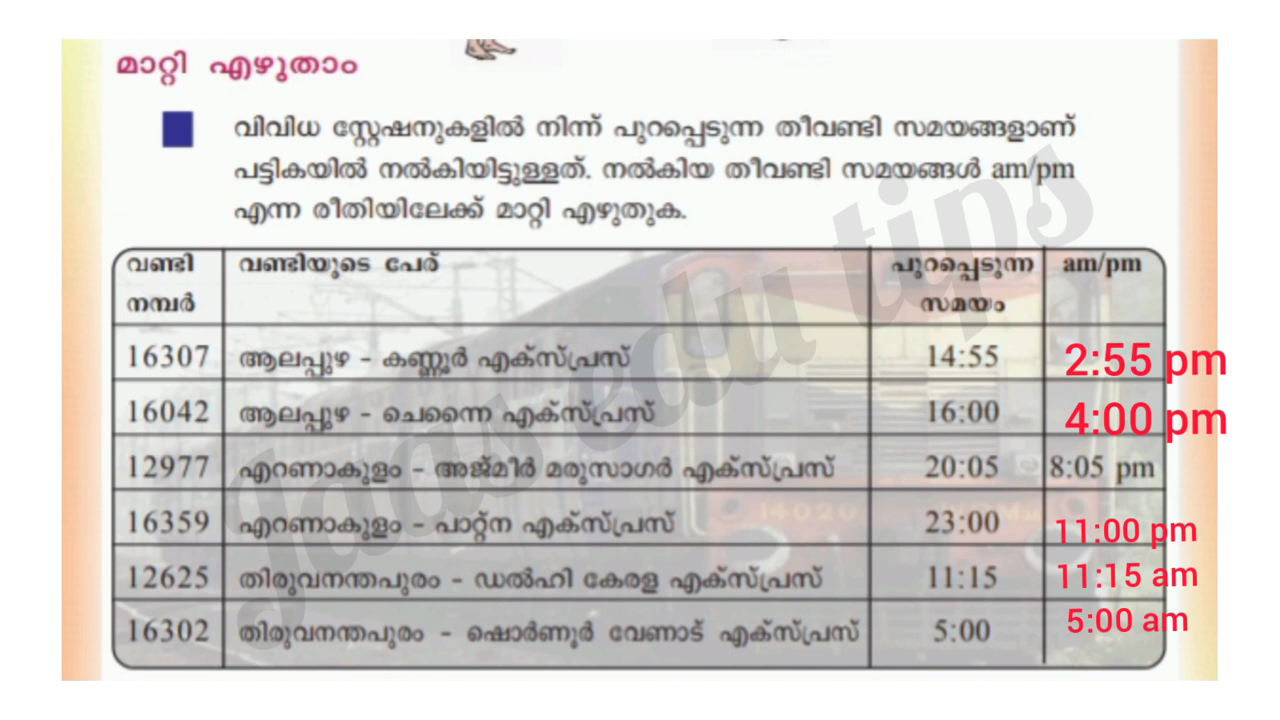 മാറ്റി എഴുതാം
വിവിധ സ്റ്റേഷനുകളിൽ നിന്ന് പുറപ്പെടുന്ന തീവണ്ടി സമയങ്ങളാണ്
പട്ടികയിൽ നൽകിയിട്ടുള്ളത്. നൽകിയ തീവണ്ടി സമയങ്ങൾ am/pm
എന്ന രീതിയിലേക്ക് മാറ്റി എഴുതുക.
വണ്ടി നമ്പർ വണ്ടിയുടെ പേര് പുറപ്പെടുന്ന സമയം am/pm
16307 ആലപ്പുഴ - കണ്ണൂർ എക്സ്പ്രസ് 14:55 2:55 pm
16042 ആലപ്പുഴ - ചെന്നൈ എക്സ്പ്രസ് 16:00 4:00 pm
12977 എറണാകുളം - അജ്മീർ മരുസാഗർ എക്സ്പ്രസ് 20:05 8:05 pm
16359 എറണാകുളം - പാറ്റ്ന എക്സ്പ്രസ് 23:00 11:00 pm
12625 തിരുവനന്തപുരം - ഡൽഹി കേരള എക്സ്പ്രസ് 11:15 11:15 am
16302 തിരുവനന്തപുരം - ഷൊർണൂർ വേണാട് എക്സ്പ്രസ് 5:00 5:00 am
Jaas edu tips
14020